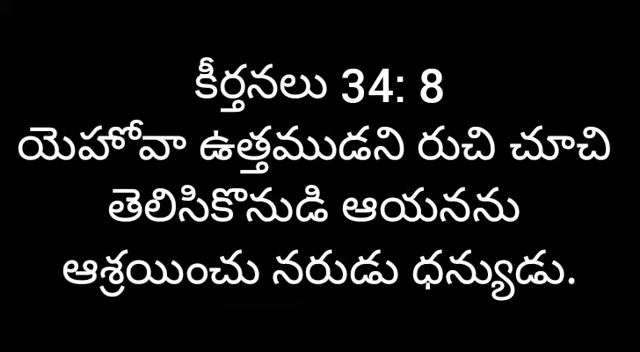 కీర్తనలు 34: 8
యెహోవా ఉత్తముడని రుచి చూచి
తెలిసికొనుడి ఆయనను
ఆశ్రయించు నరుడు ధన్యుడు.